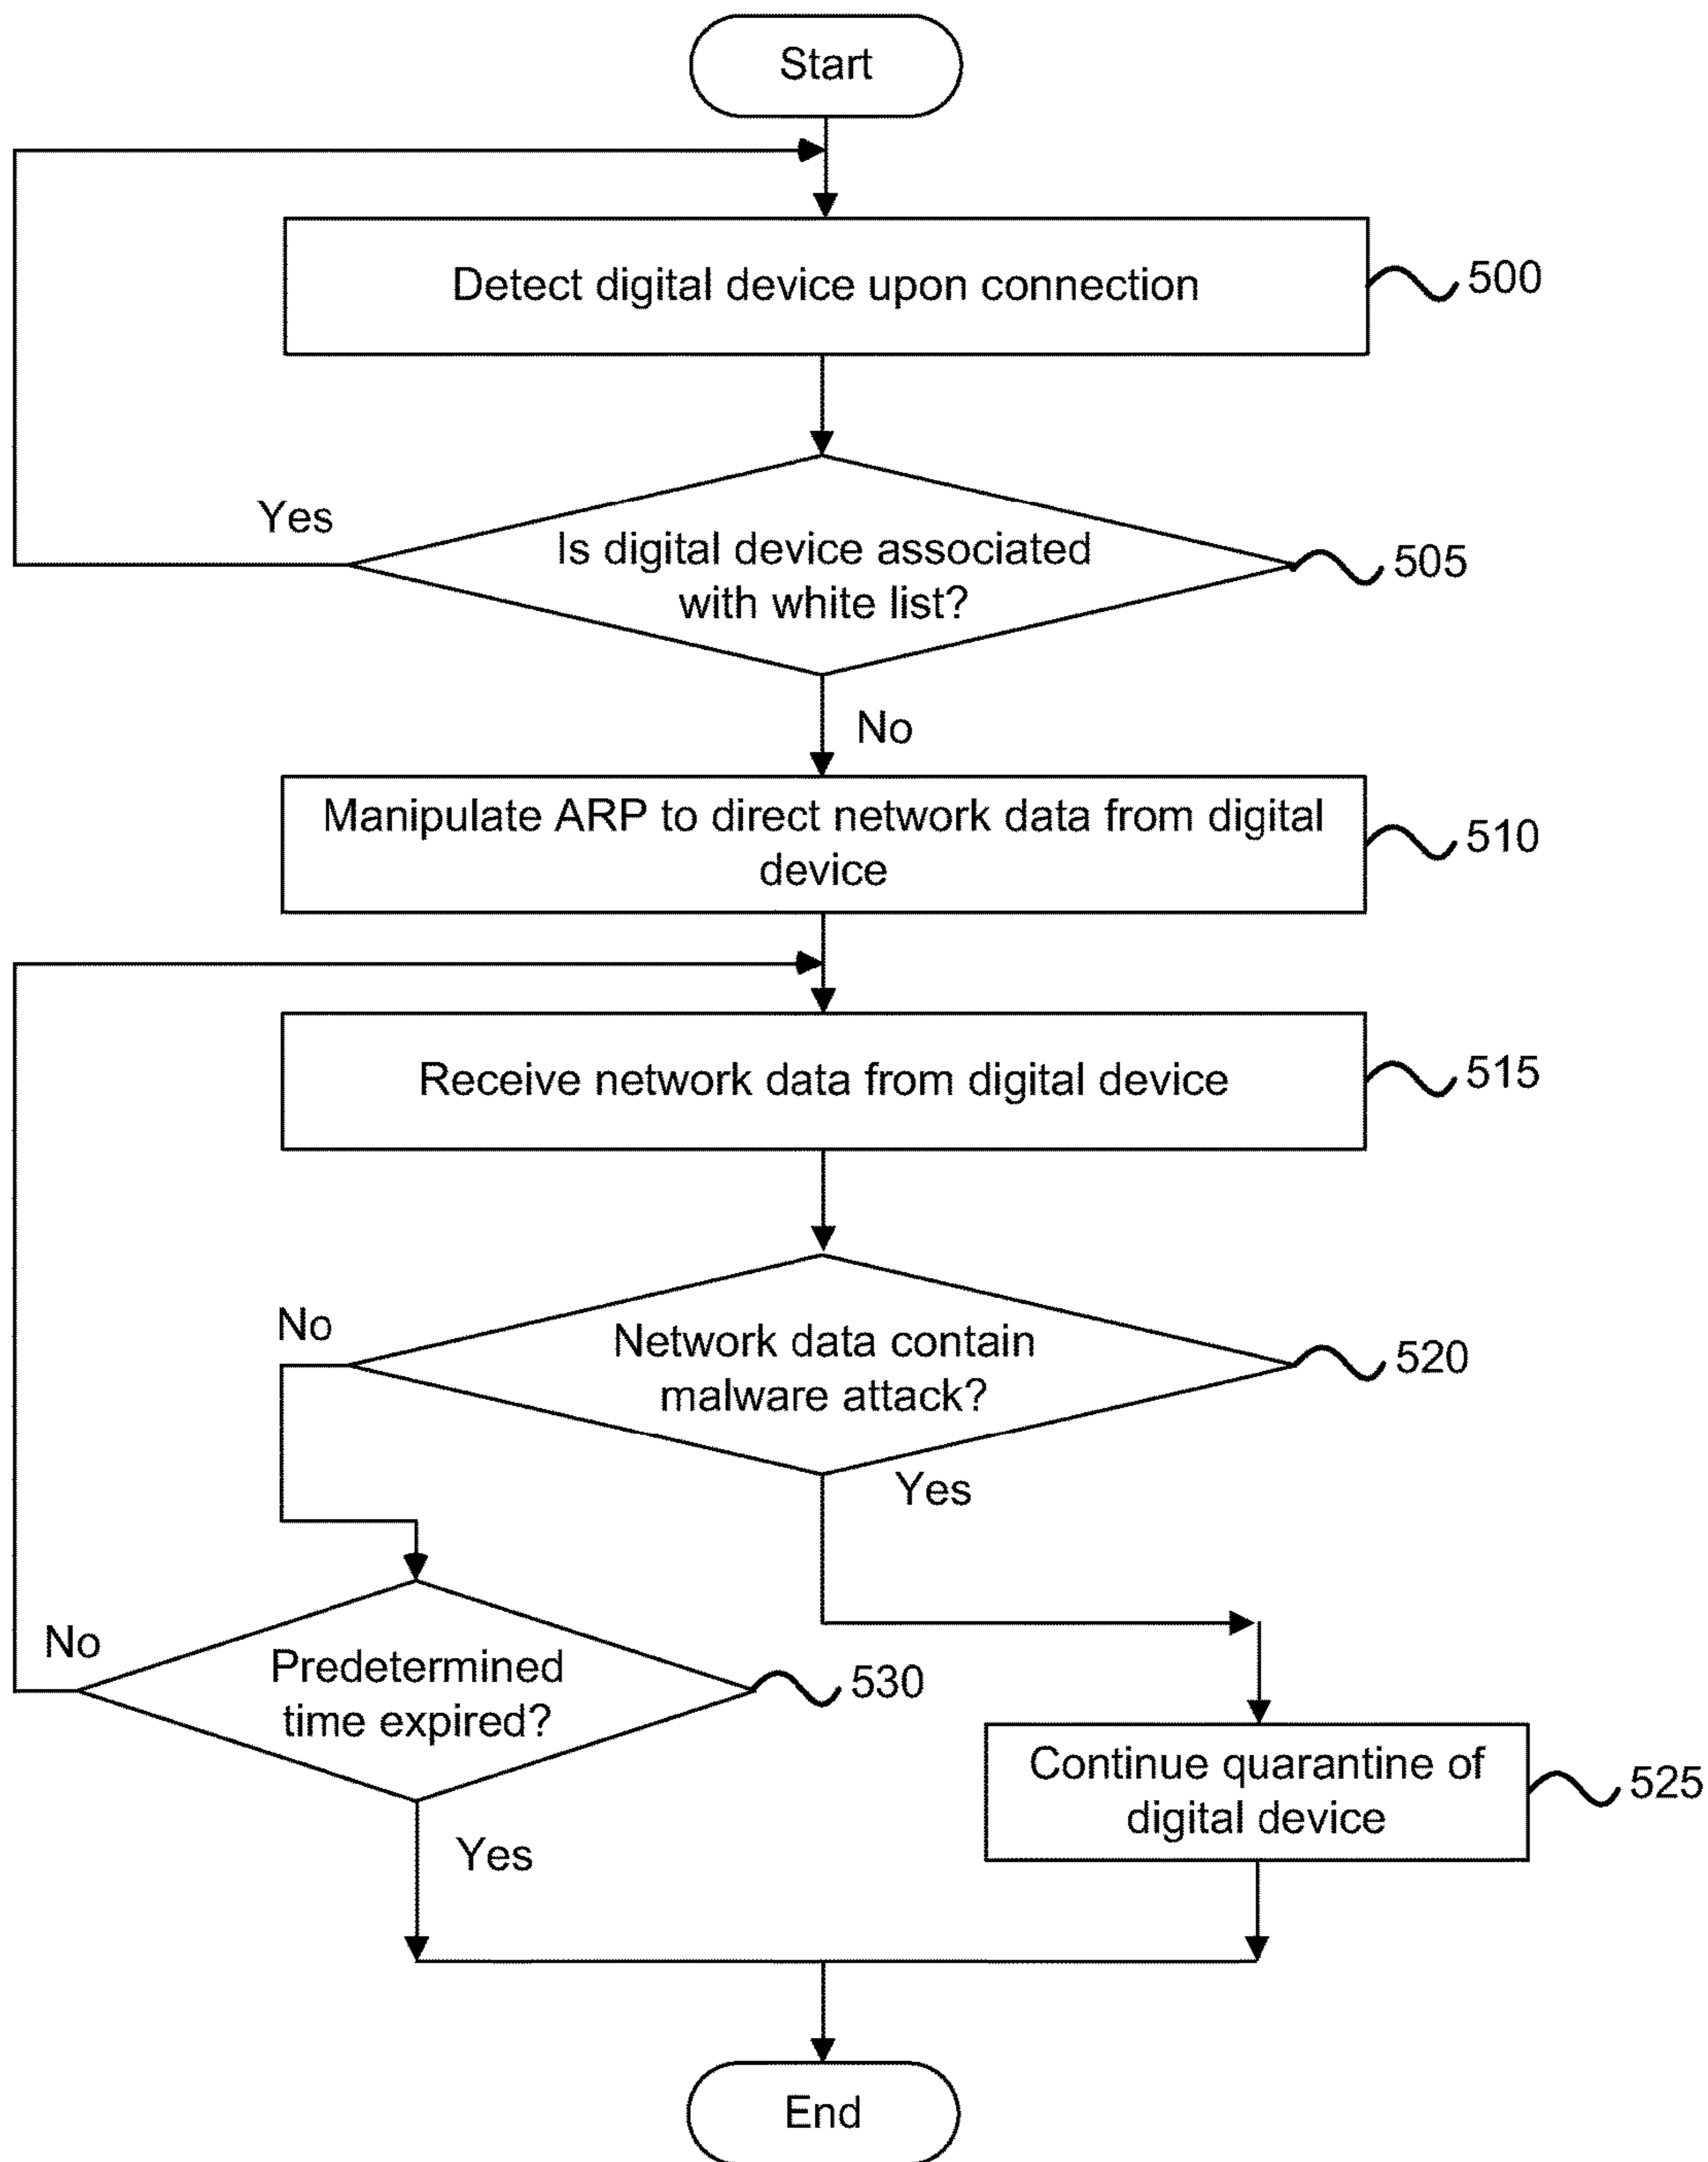 Start
Detect digital device upon connection
500
Yes
Is digital device associated
with white list?
505
No
Manipulate ARP to direct network data from digital
device
510
Receive network data from digital device
515
No
Network data contain
malware attack?
520
Yes
No
Predetermined
time expired?
530
Continue quarantine of
digital device
525
Yes
End